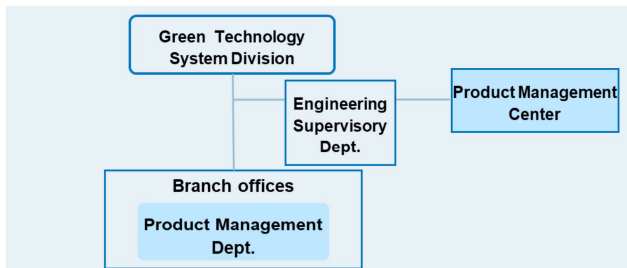 Green Technology
System Division
Engineering
Supervisory
Dept.
Product Management
Center
Branch offices
Product Management
Dept.